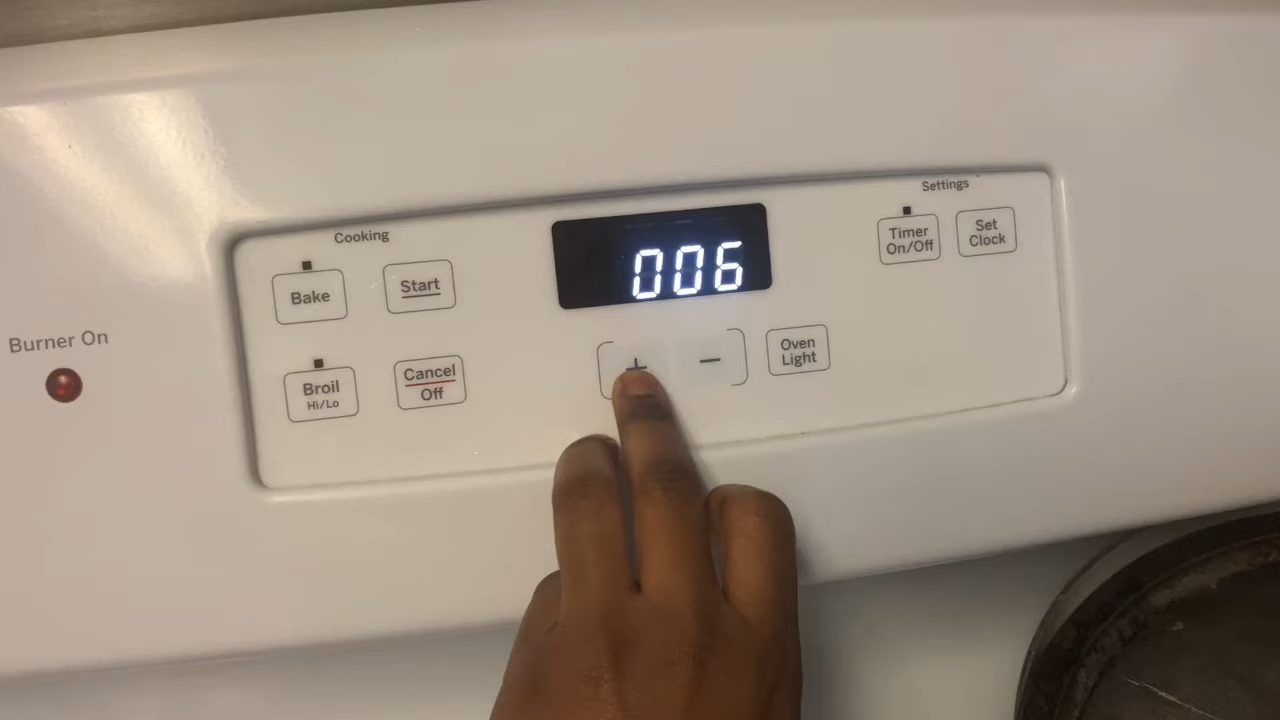 Settings
Cooking
Timer
On/Off
Set
Clock
Bake
Start
006
Burner On
Broil
Hi/Lo
Cancel
Off
+
−
Oven
Light